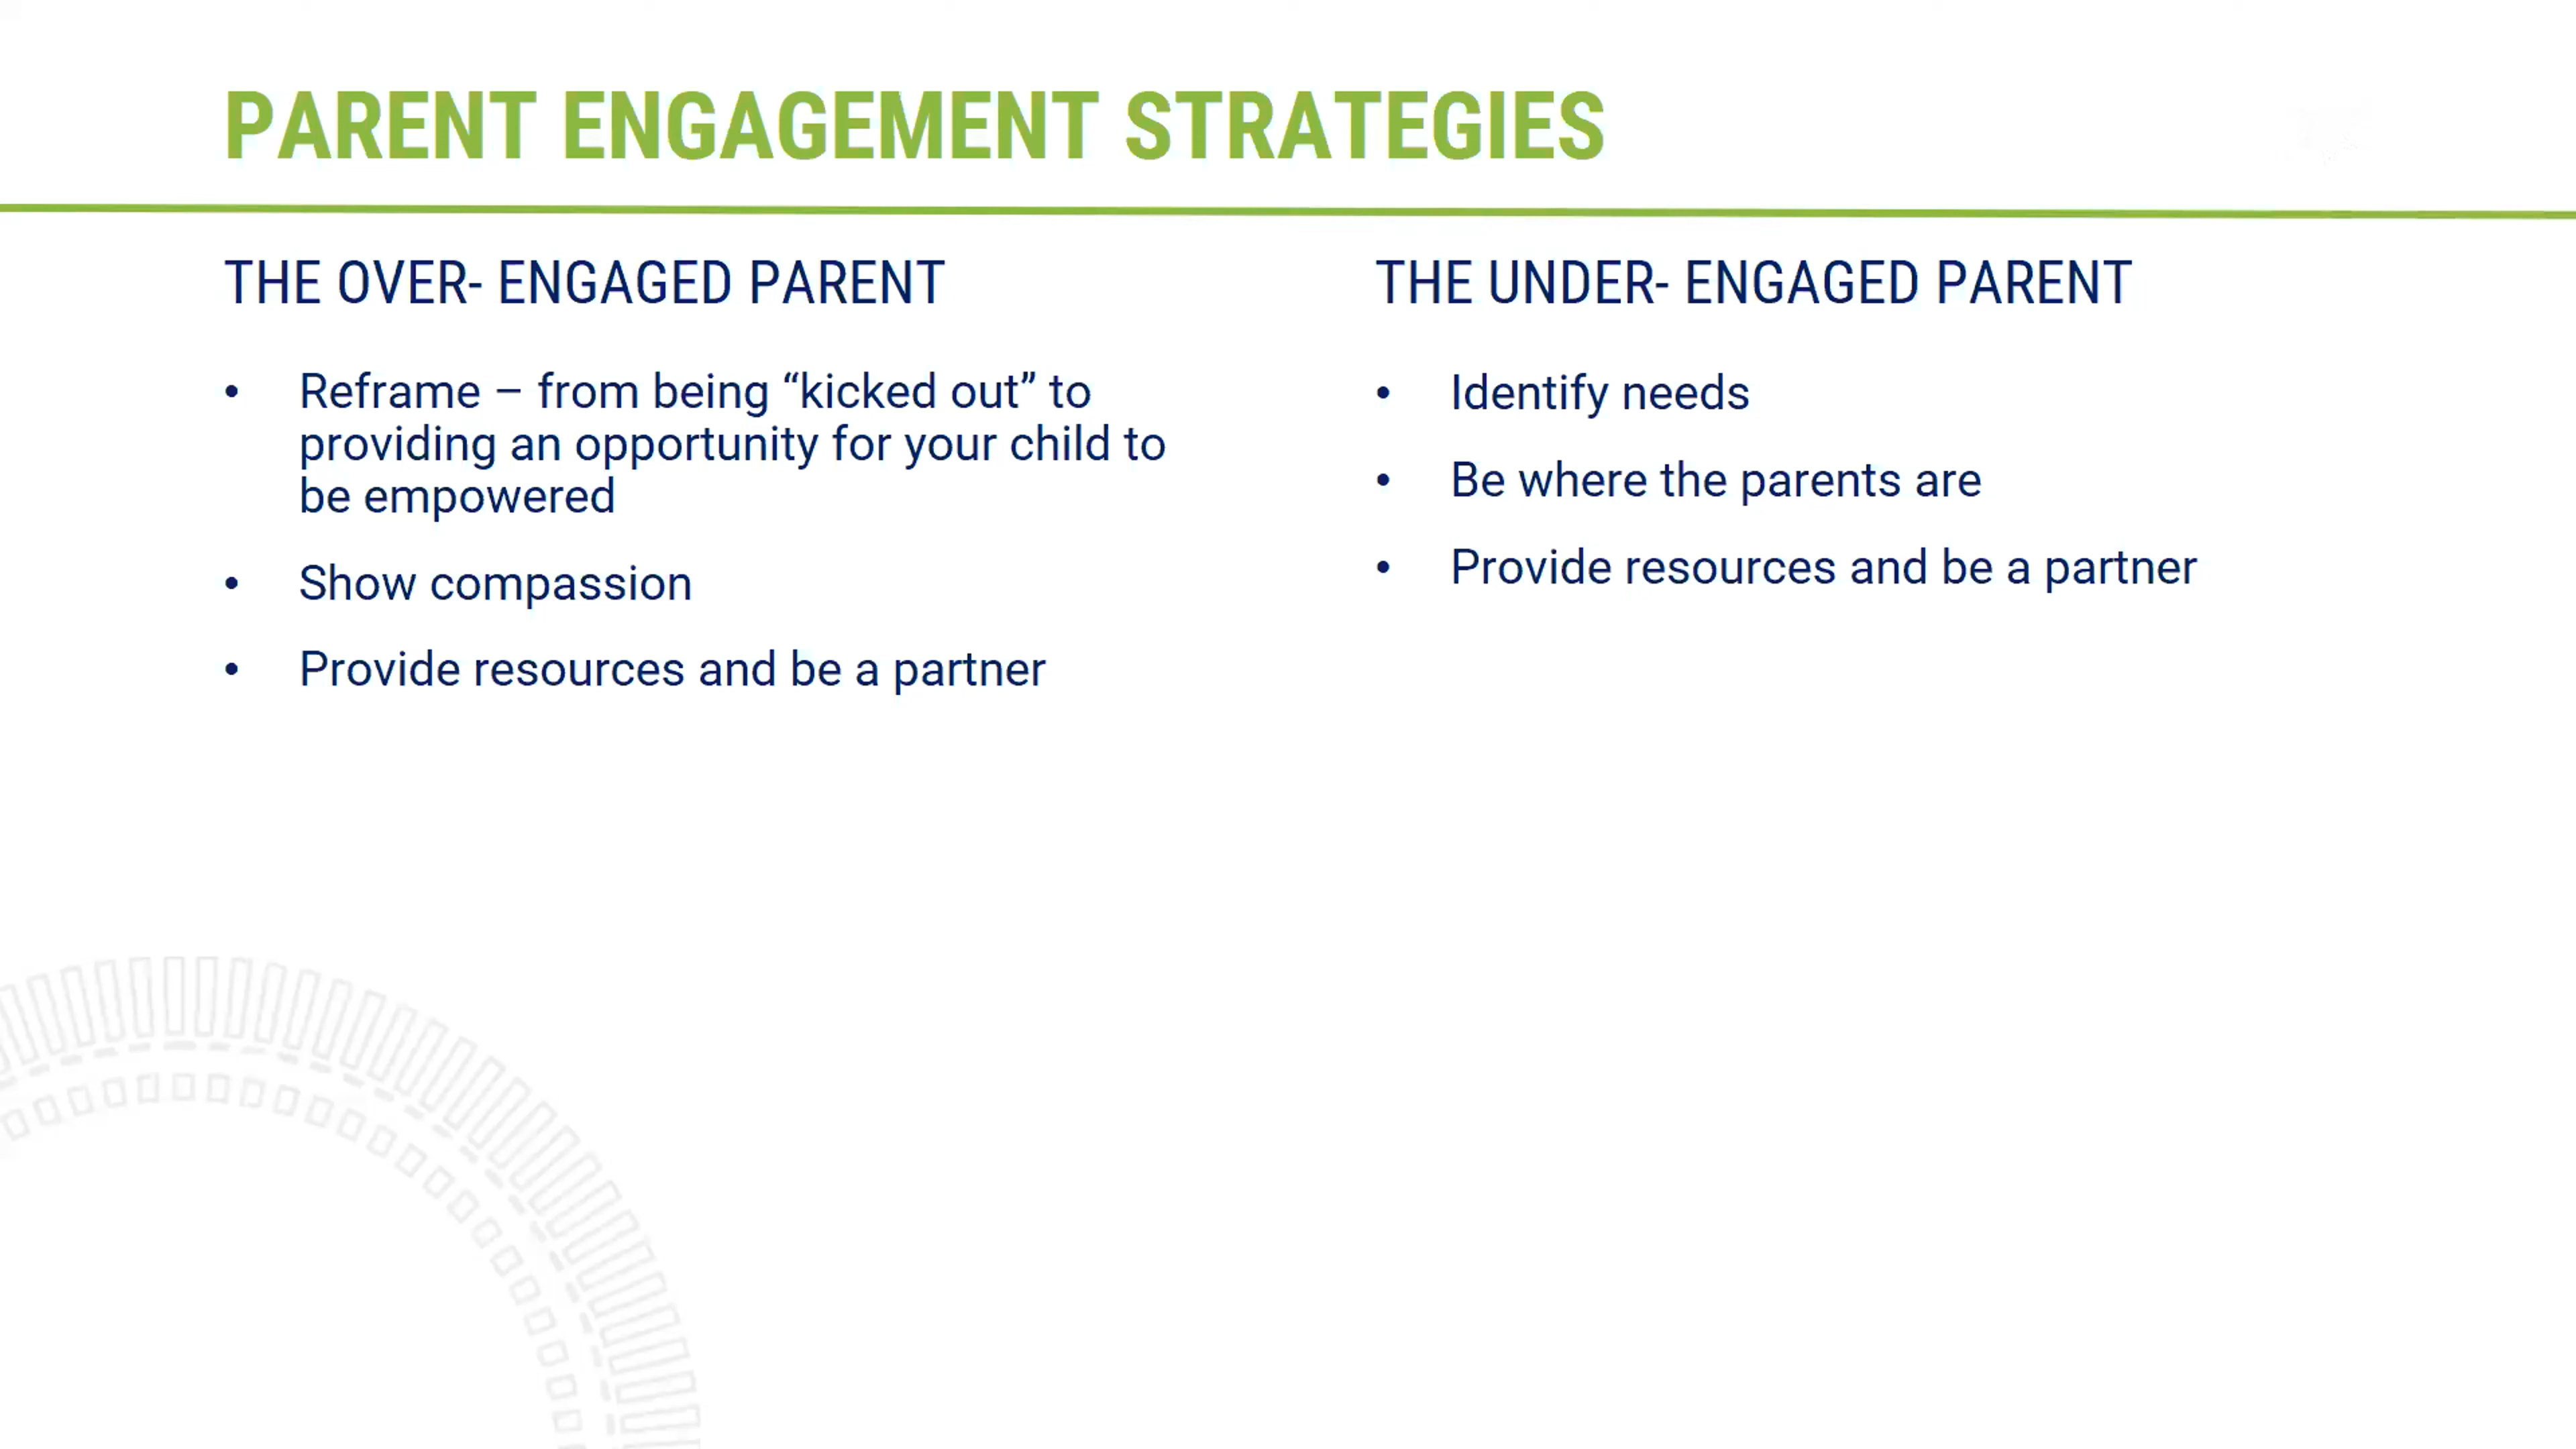 PARENT ENGAGEMENT STRATEGIES
THE OVER- ENGAGED PARENT
• Reframe – from being “kicked out” to
providing an opportunity for your child to
be empowered
• Show compassion
• Provide resources and be a partner
THE UNDER- ENGAGED PARENT
• Identify needs
• Be where the parents are
• Provide resources and be a partner